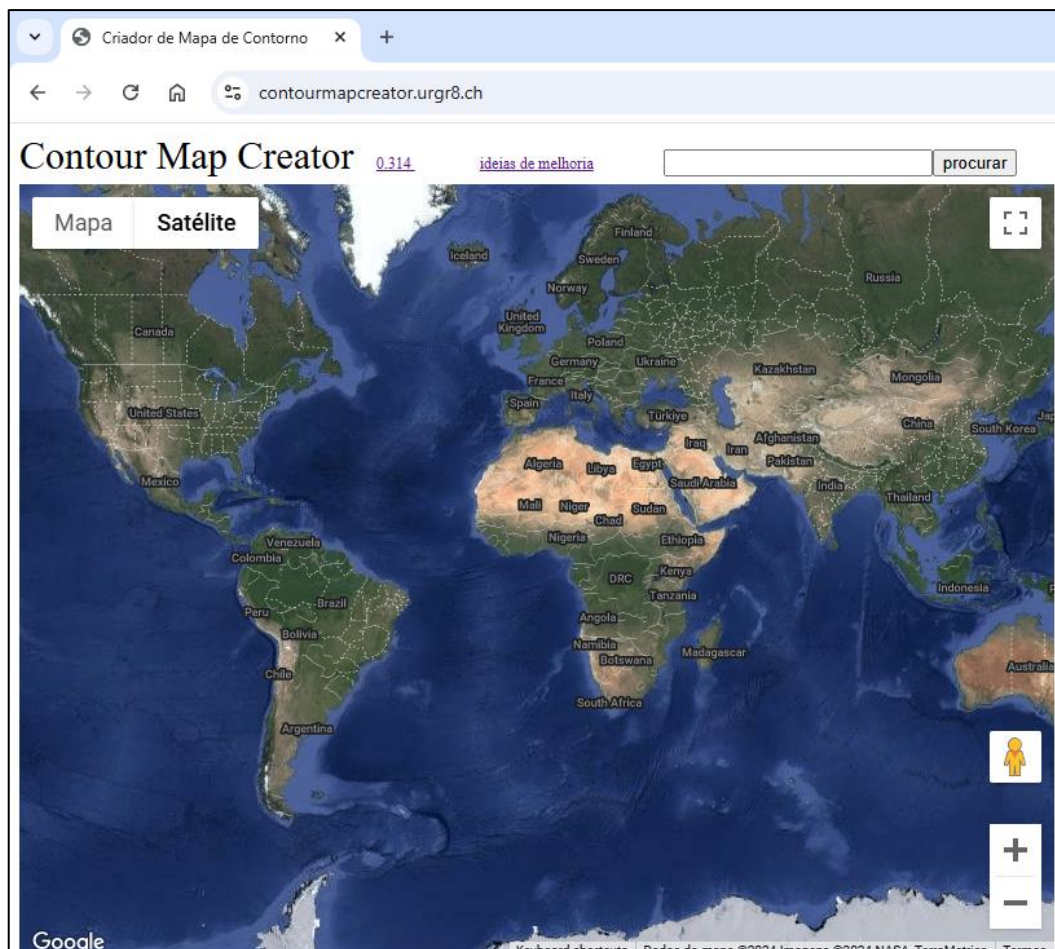 Criador de Mapa de Contorno
contourmapcreator.urgr8.ch
Contour Map Creator 0.314 ideias de melhoria procurar
Mapa Satélite
Finland
Iceland
Sweden
Russia
Norway
United
Kingdom
Canada
Poland
Germany Ukraine
Kazakhstan
Mongolia
France
Italy
Spain
United States
Türkiye
China
South Korea
Afghanistan
Iraq
Iran
Pakistan
Algeria Libya Egypt
Mexico
Saudi Arabia
India
Thailand
Mali Niger Sudan
Chad
Nigeria Ethiopia
Venezuela
Colombia
DRC Kenya
Indonesia
Tanzania
Brazil
Peru
Angola
Bolivia
Namibia Madagascar
Botswana
Australia
Chile
South Africa
Argentina
Google
Keyboard shortcuts Dados do mapa ©2024 Imagens ©2024 NASA, TerraMetrics Termos